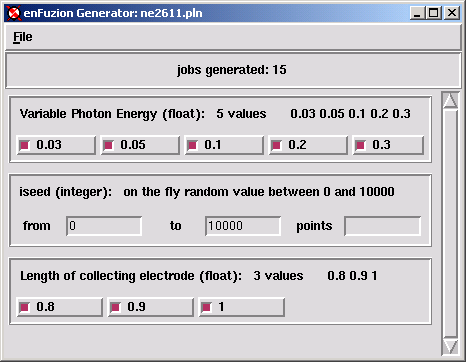 enFuzion Generator: ne2611.pln
File
jobs generated: 15
Variable Photon Energy (float): 5 values 0.03 0.05 0.1 0.2 0.3
0.03 0.05 0.1 0.2 0.3
iseed (integer): on the fly random value between 0 and 10000
from 0 to 10000 points
Length of collecting electrode (float): 3 values 0.8 0.9 1
0.8 0.9 1